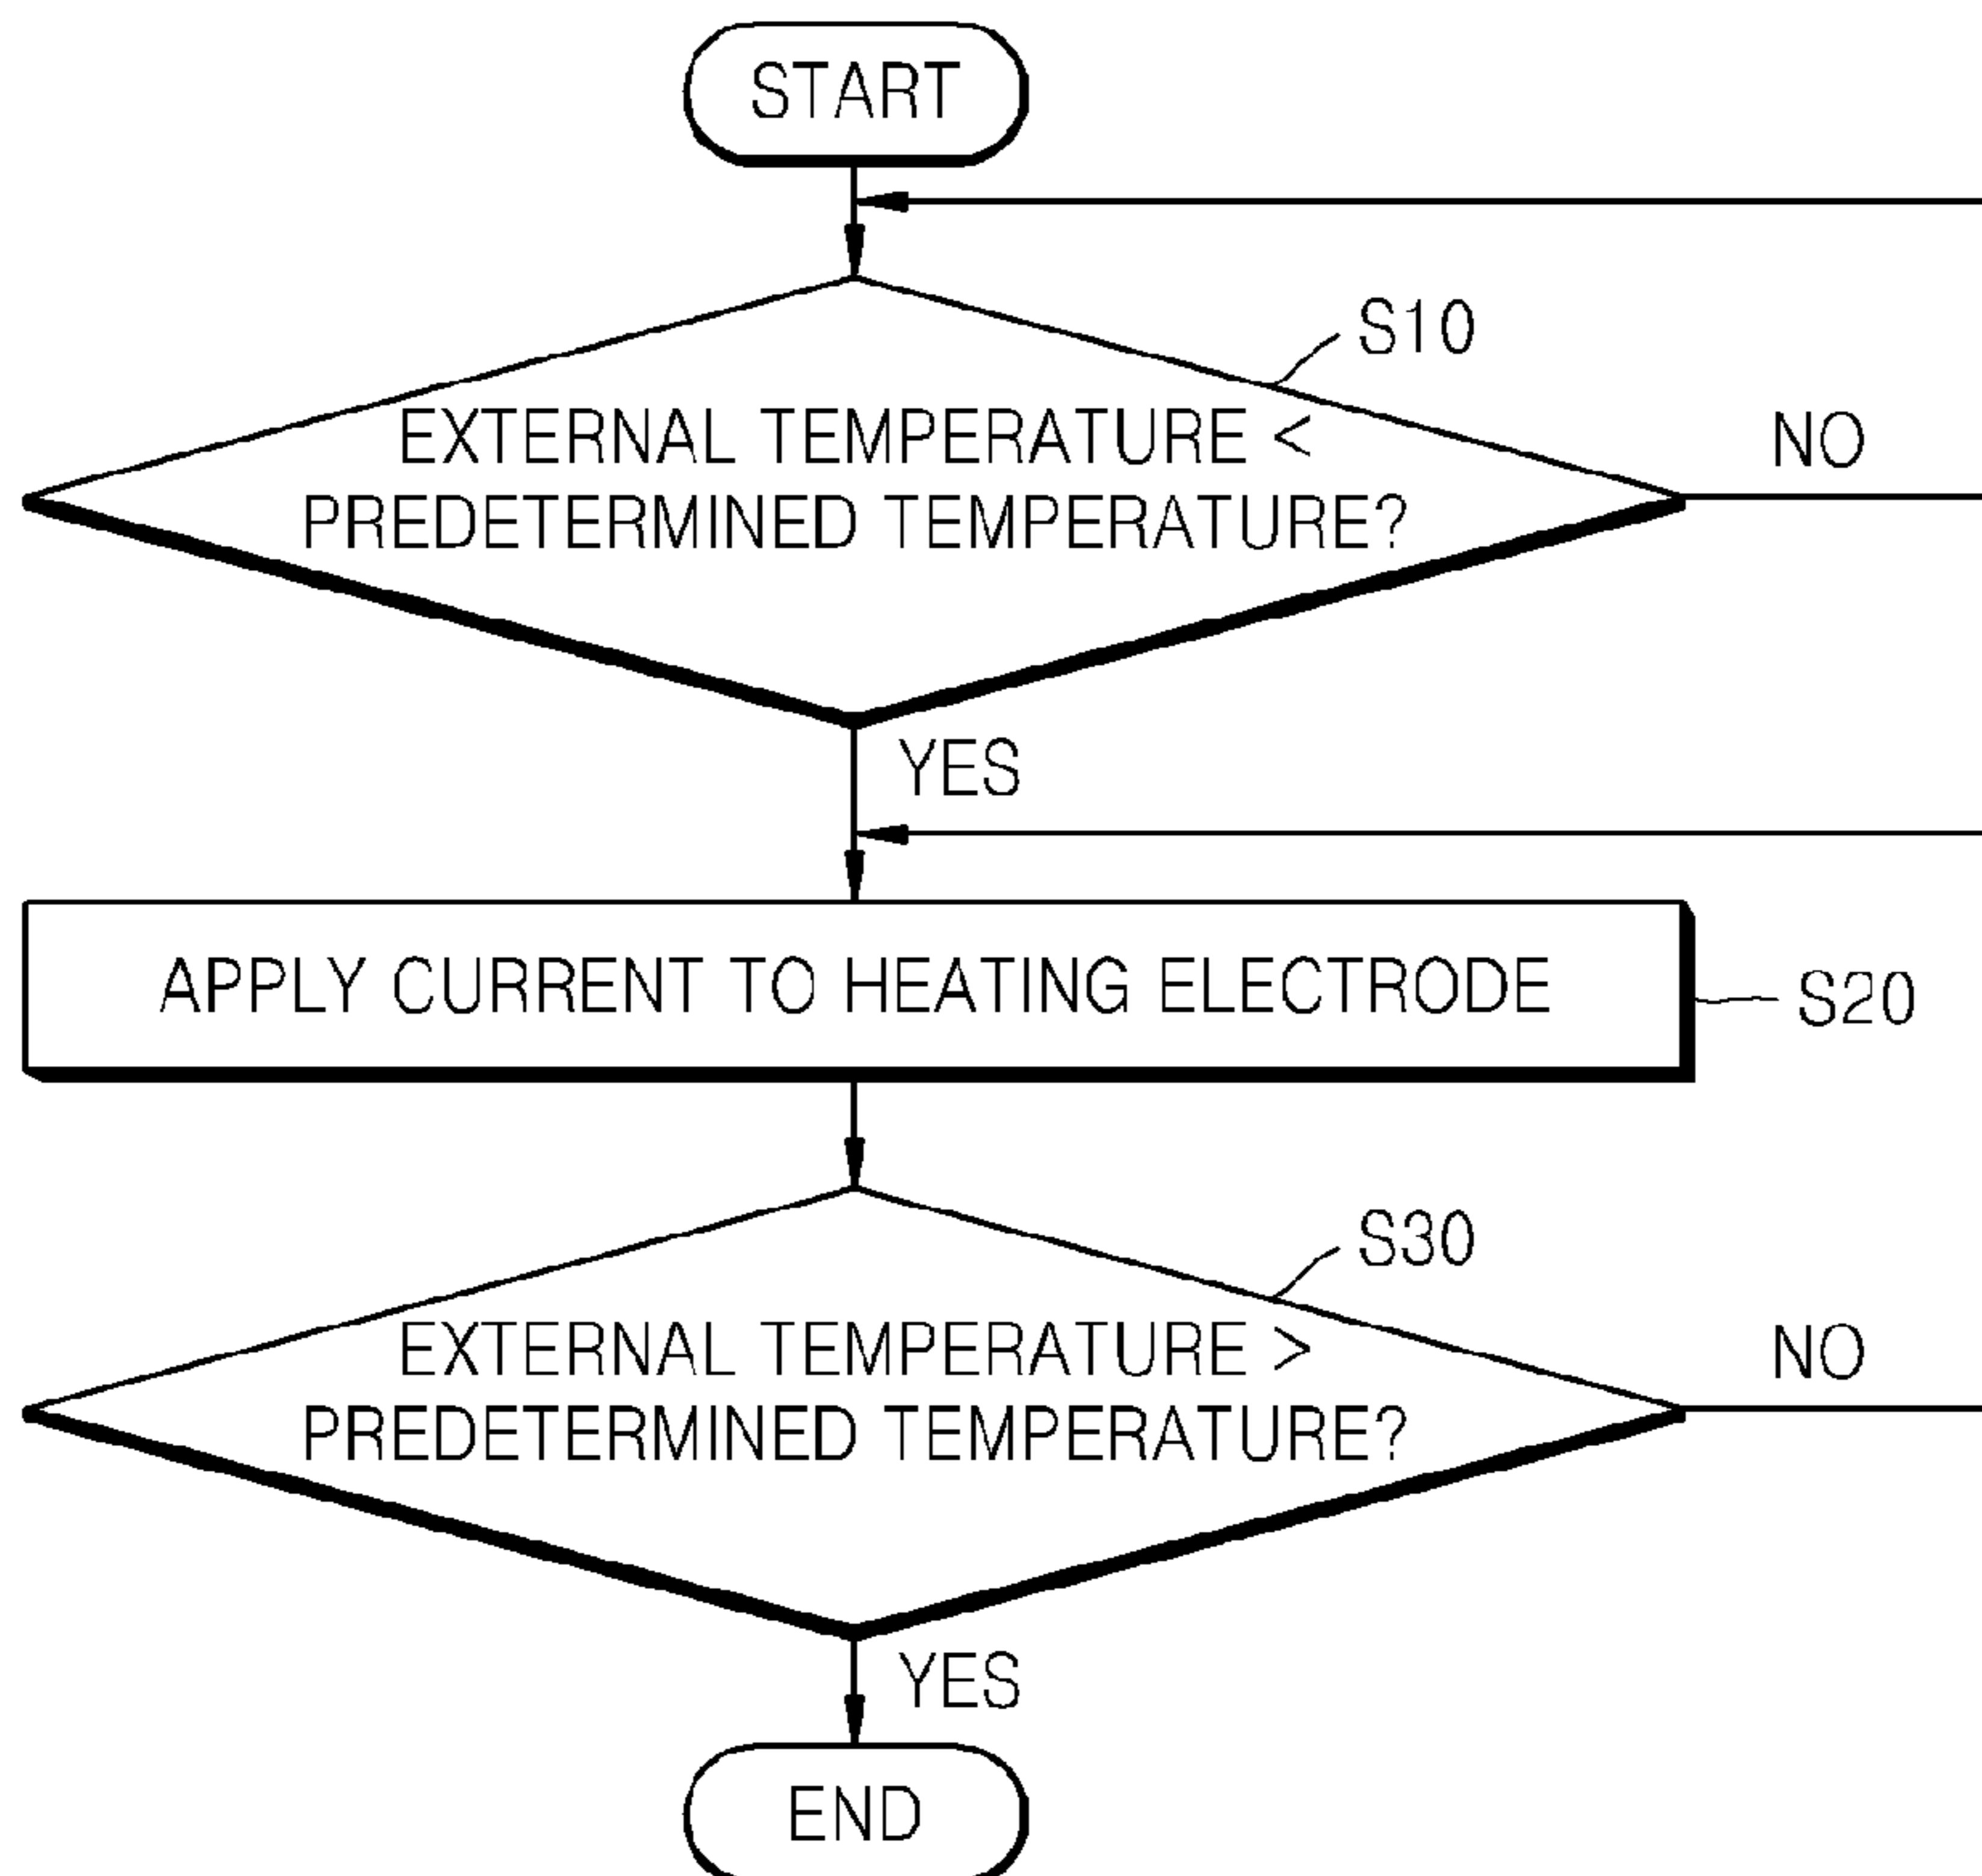 START
S10
EXTERNAL TEMPERATURE <
PREDETERMINED TEMPERATURE?
NO
YES
APPLY CURRENT TO HEATING ELECTRODE
S20
S30
EXTERNAL TEMPERATURE >
PREDETERMINED TEMPERATURE?
NO
YES
END